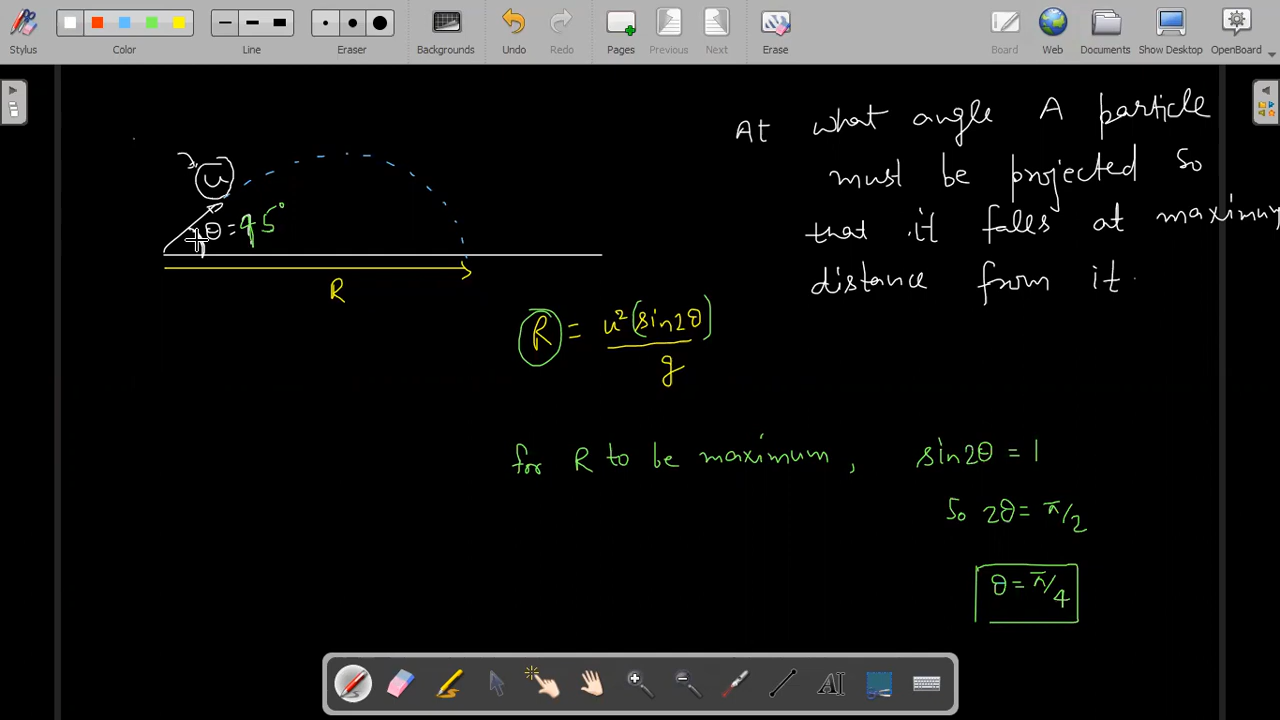 Stylus
Color
Line
Eraser
Backgrounds
Undo
Redo
Pages
Previous
Next
Erase
Board
Web
Documents
Show Desktop
OpenBoard
At what angle A particle
must be projected so
that it falls at maximum
distance from it.
u
θ = 45°
R
R = u² (sin2θ)
g
for R to be maximum, sin2θ = 1
So 2θ = π/2
θ = π/4
AI